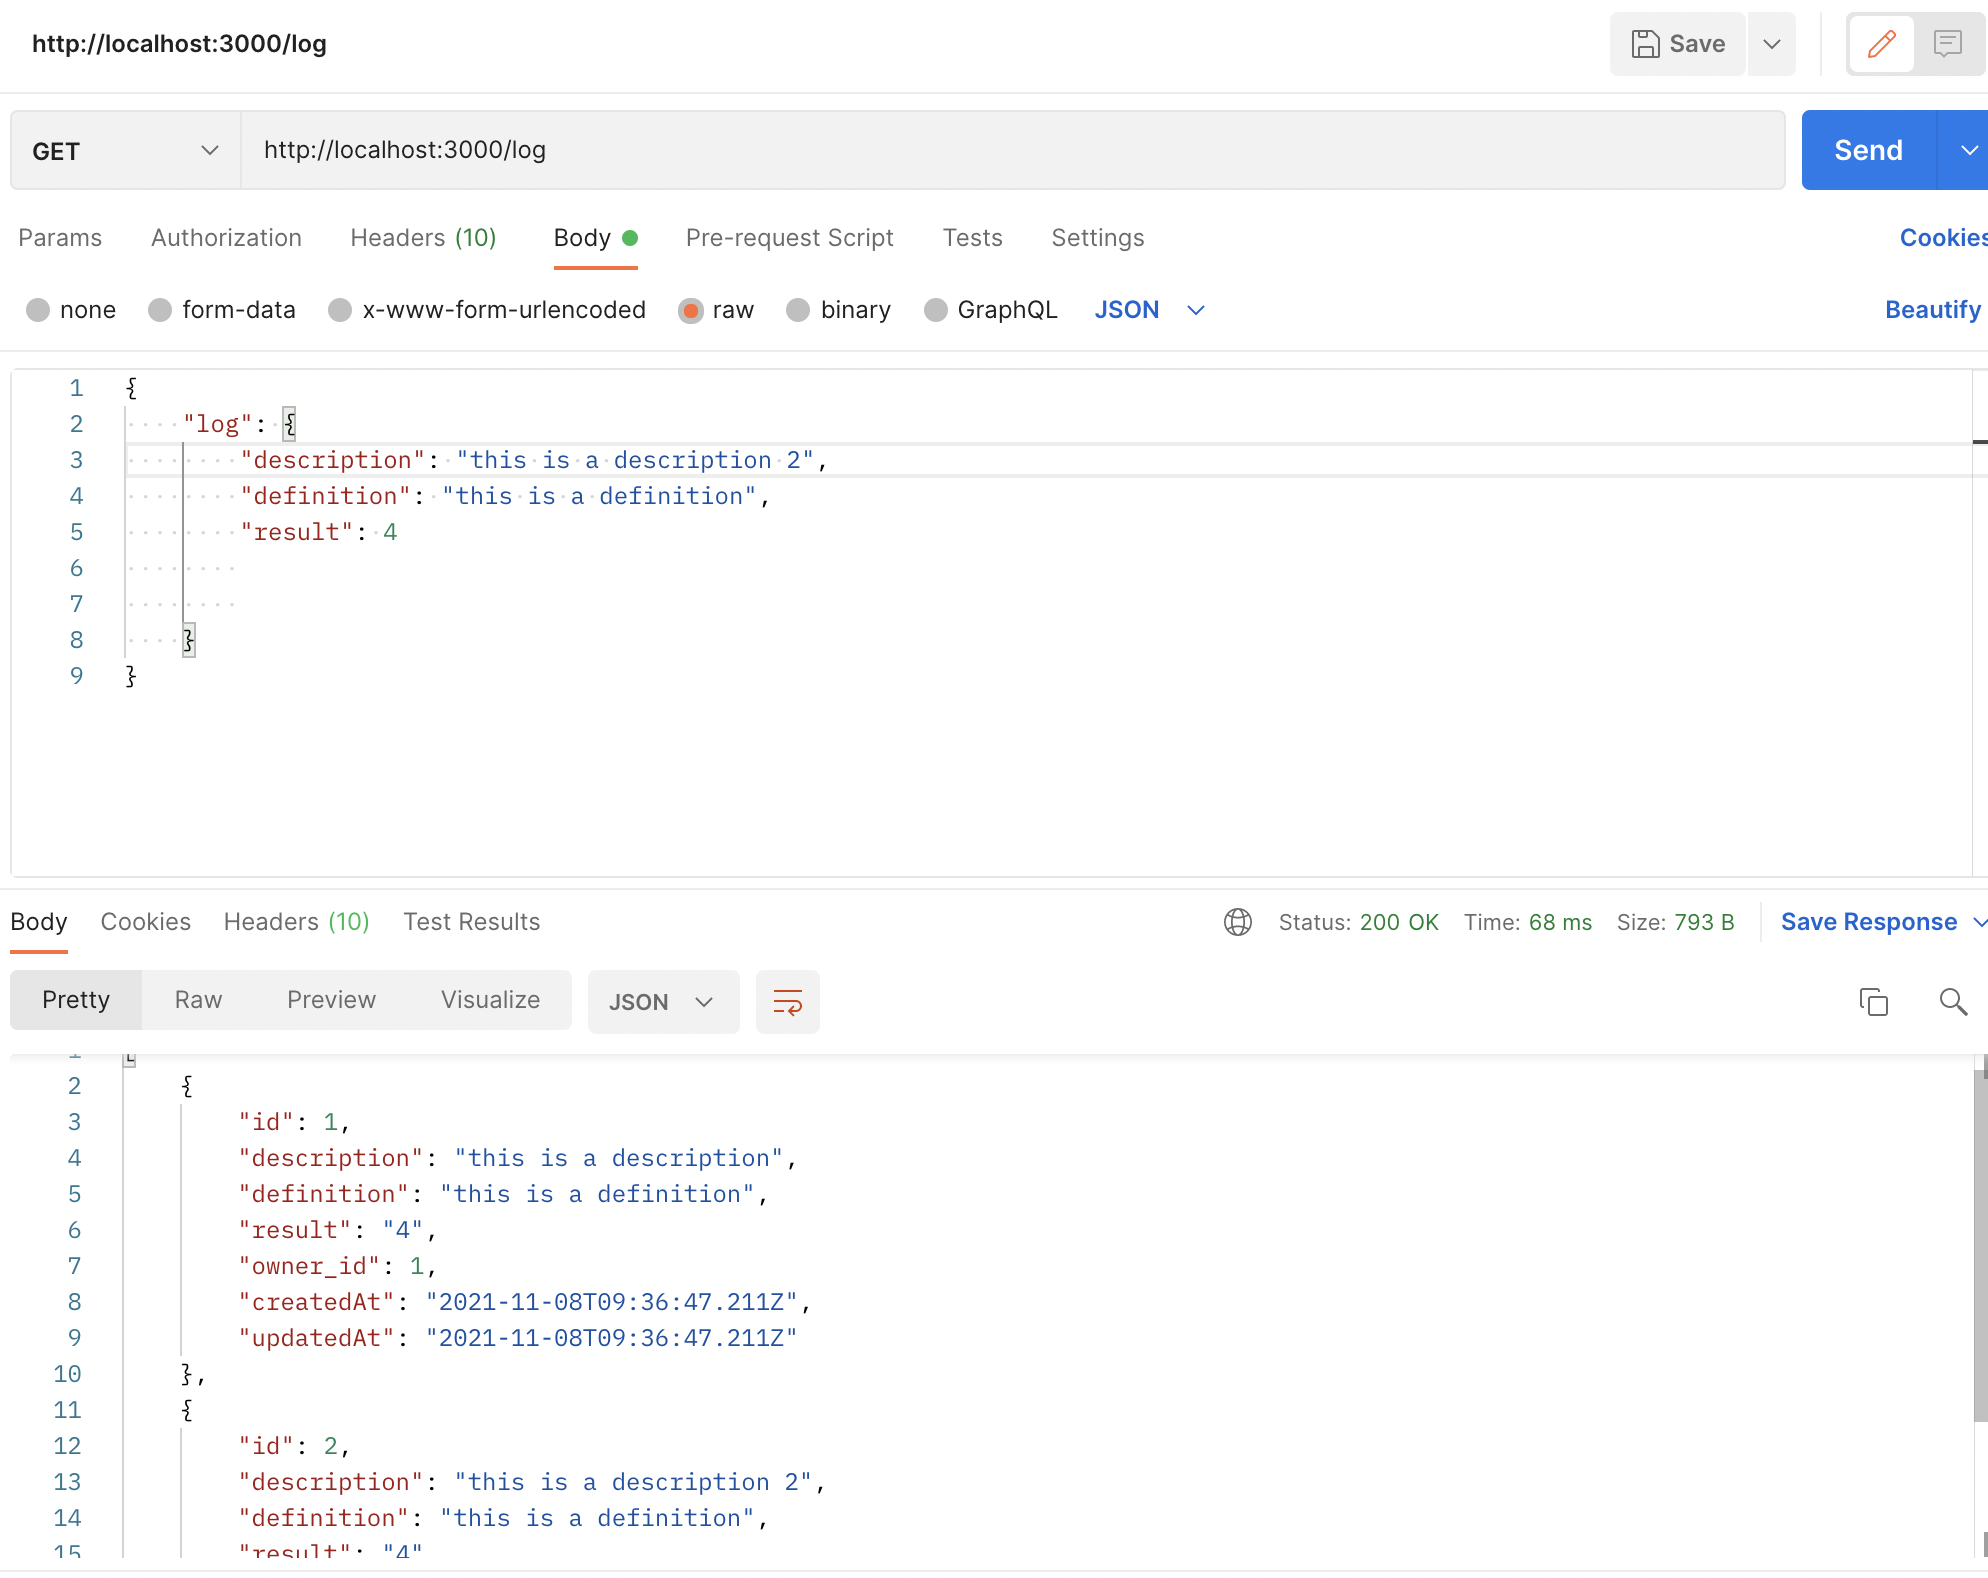 http://localhost:3000/log
Save
GET
http://localhost:3000/log
Send
Params Authorization Headers (10) Body Pre-request Script Tests Settings Cookies
none form-data x-www-form-urlencoded raw binary GraphQL JSON Beautify
1 {
2 "log": {
3 "description": "this is a description 2",
4 "definition": "this is a definition",
5 "result": 4
6
7
8 }
9 }
Body Cookies Headers (10) Test Results Status: 200 OK Time: 68 ms Size: 793 B Save Response
Pretty Raw Preview Visualize JSON
1 [
2 {
3 "id": 1,
4 "description": "this is a description",
5 "definition": "this is a definition",
6 "result": "4",
7 "owner_id": 1,
8 "createdAt": "2021-11-08T09:36:47.211Z",
9 "updatedAt": "2021-11-08T09:36:47.211Z"
10 },
11 {
12 "id": 2,
13 "description": "this is a description 2",
14 "definition": "this is a definition",
15 "result": "4"